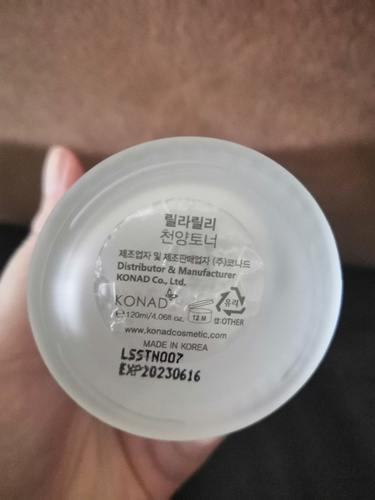 릴라릴리
천양토너
제조업자 및 제조판매업자 (주)코나드
Distributor & Manufacturer
KONAD Co., Ltd.
KONAD
℮120ml/4.06fl oz. 12 M 유리
캡:OTHER
www.konadcosmetic.com
MADE IN KOREA
LSSTN007
EXP20230616